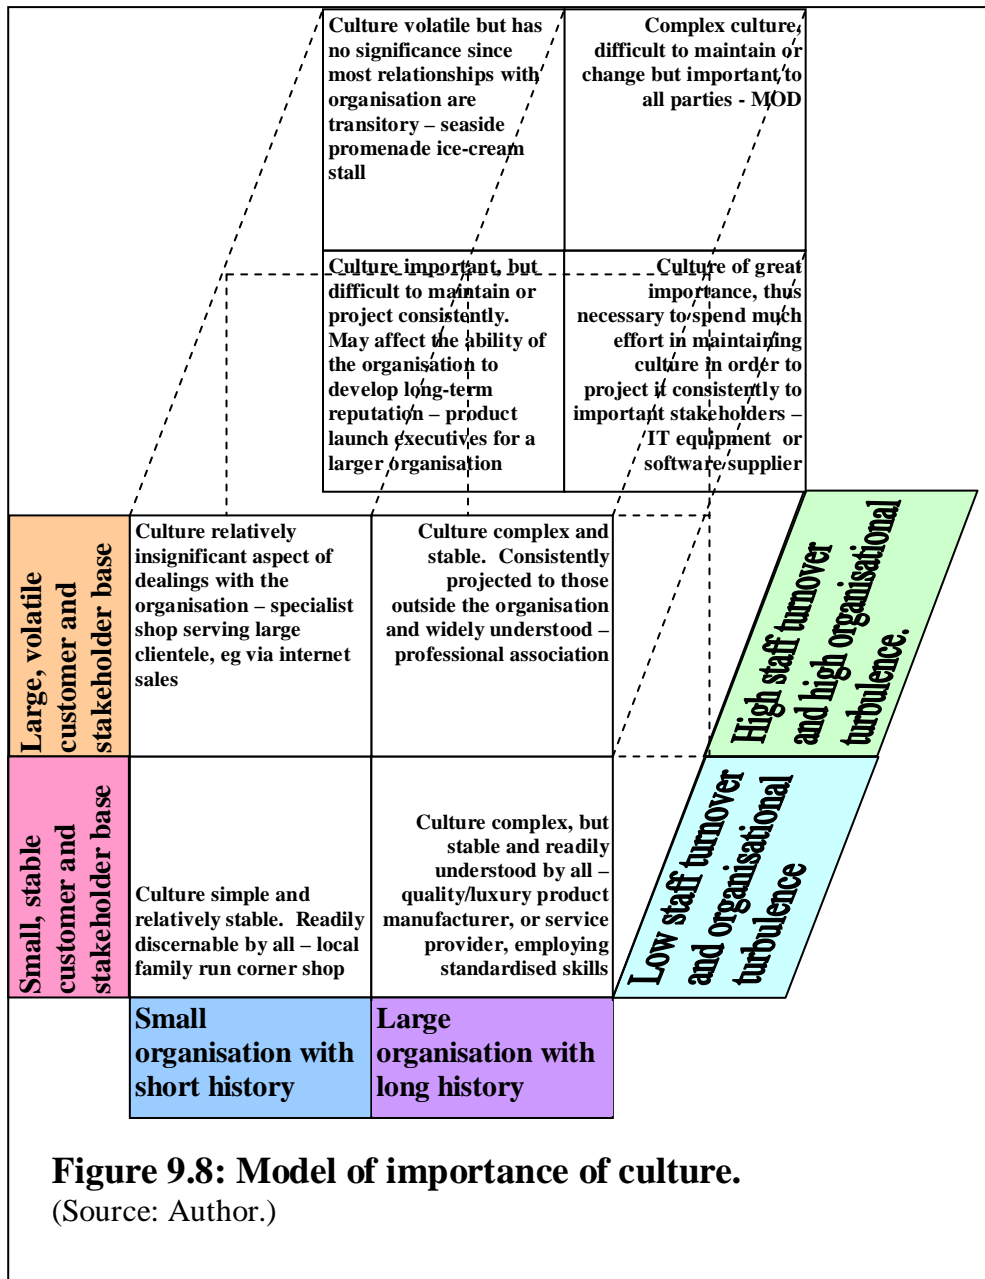 Culture volatile but has
no significance since
most relationships with
organisation are
transitory – seaside
promenade ice-cream
stall
Complex culture,
difficult to maintain or
change but important to
all parties - MOD
Culture important, but
difficult to maintain or
project consistently.
May affect the ability of
the organisation to
develop long-term
reputation – product
launch executives for a
larger organisation
Culture of great
importance, thus
necessary to spend much
effort in maintaining
culture in order to
project it consistently to
important stakeholders –
IT equipment or
software supplier
Large, volatile
customer and
stakeholder base
Culture relatively
insignificant aspect of
dealings with the
organisation – specialist
shop serving large
clientele, eg via internet
sales
Culture complex and
stable. Consistently
projected to those
outside the organisation
and widely understood –
professional association
High staff turnover
and high organisational
turbulence.
Small, stable
customer and
stakeholder base
Culture simple and
relatively stable. Readily
discernable by all – local
family run corner shop
Culture complex, but
stable and readily
understood by all –
quality/luxury product
manufacturer, or service
provider, employing
standardised skills
Low staff turnover
and organisational
turbulence
Small
organisation with
short history
Large
organisation with
long history
Figure 9.8: Model of importance of culture.
(Source: Author.)